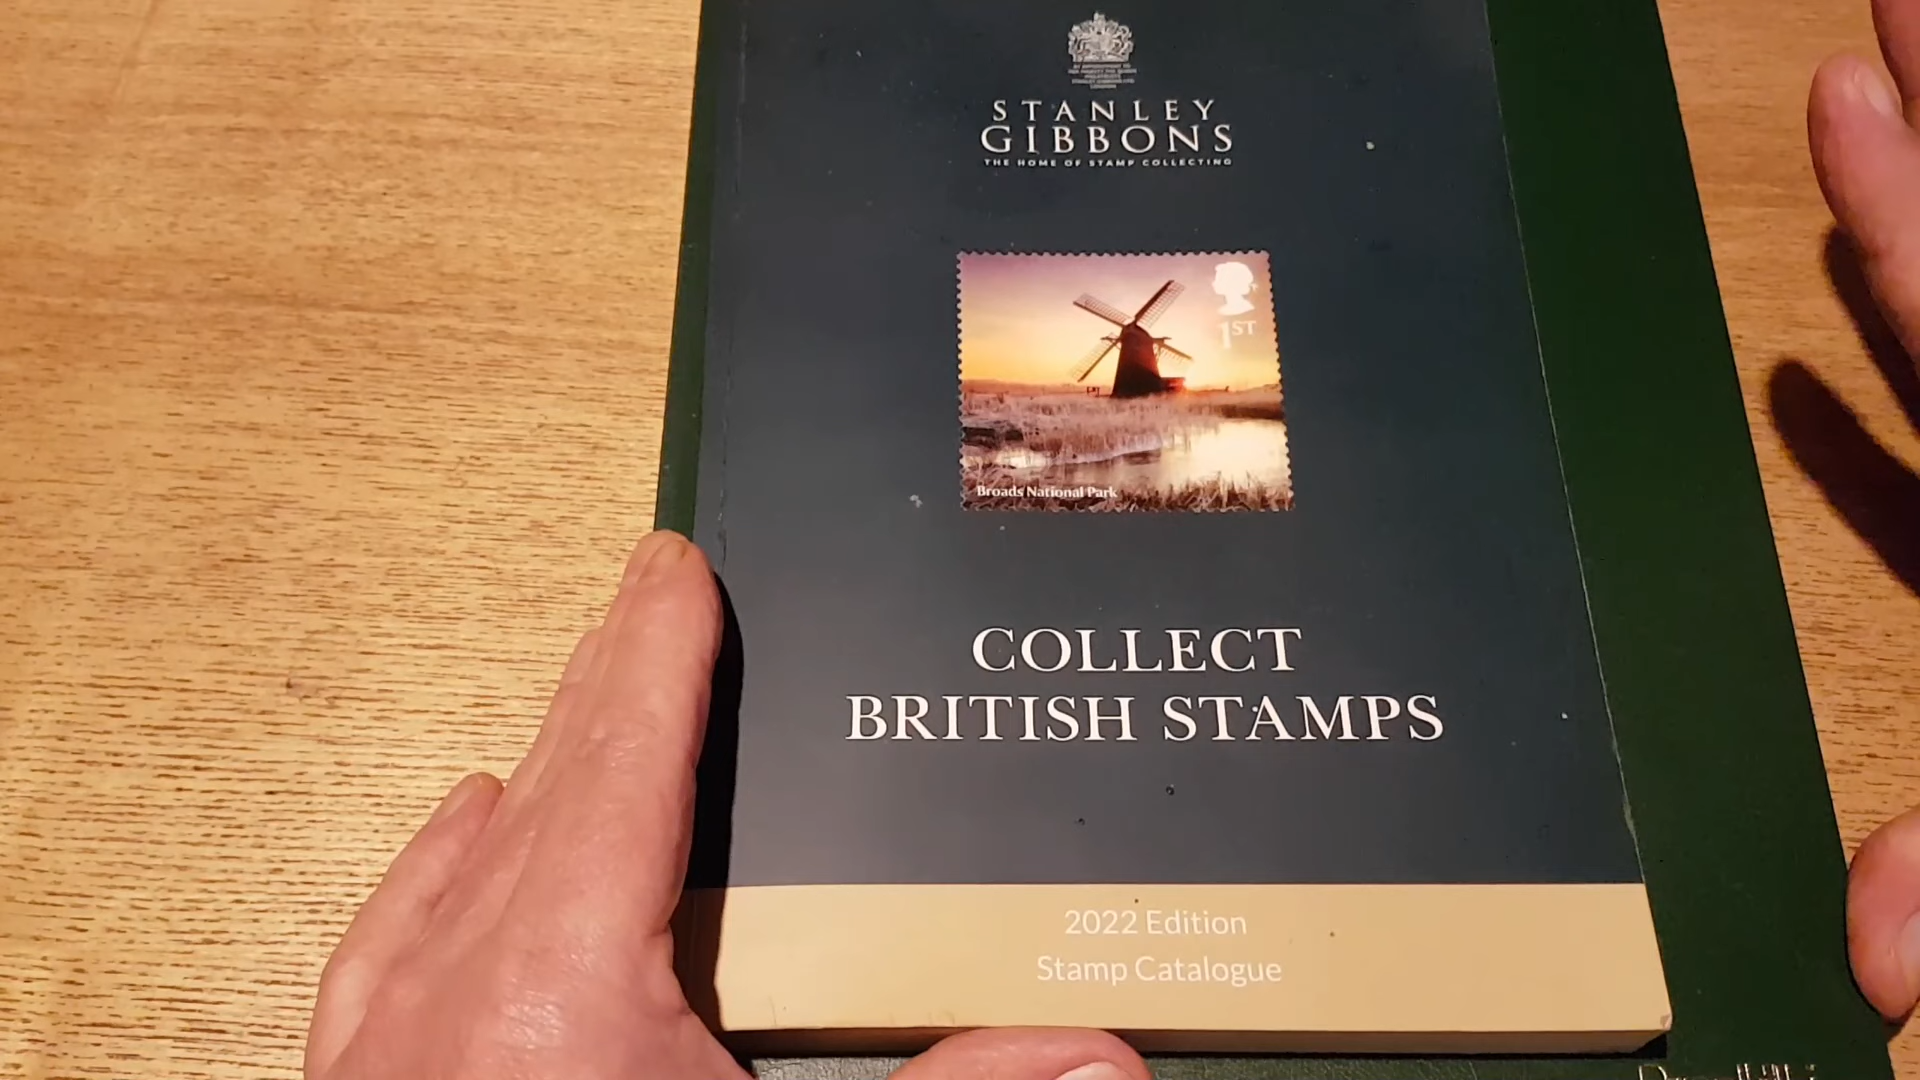 STANLEY
GIBBONS
THE HOME OF STAMP COLLECTING
1ST
Broads National Park
COLLECT
BRITISH STAMPS
2022 Edition
Stamp Catalogue